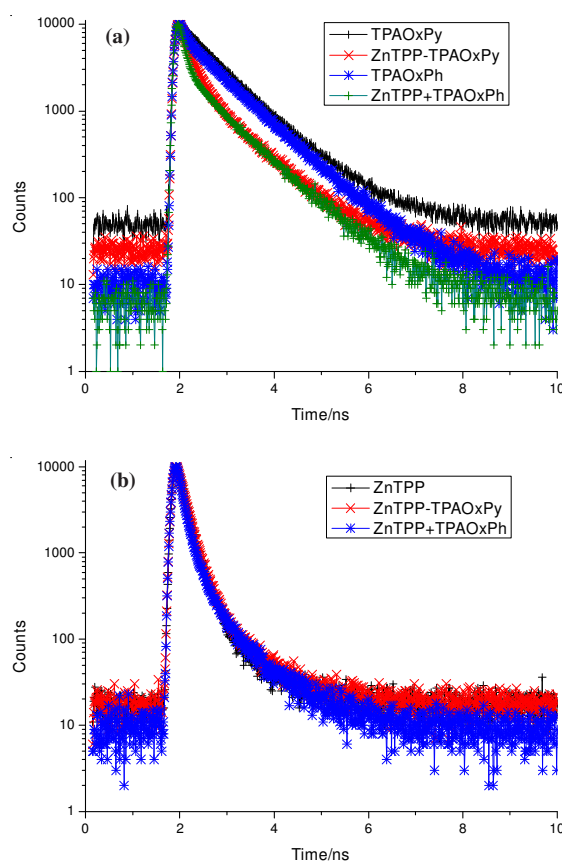 (a)
TPAOxPy
ZnTPP-TPAOxPy
TPAOxPh
ZnTPP+TPAOxPh
10000
1000
100
10
1
Counts
0 2 4 6 8 10
Time/ns
(b)
ZnTPP
ZnTPP-TPAOxPy
ZnTPP+TPAOxPh
10000
1000
100
10
1
Counts
0 2 4 6 8 10
Time/ns